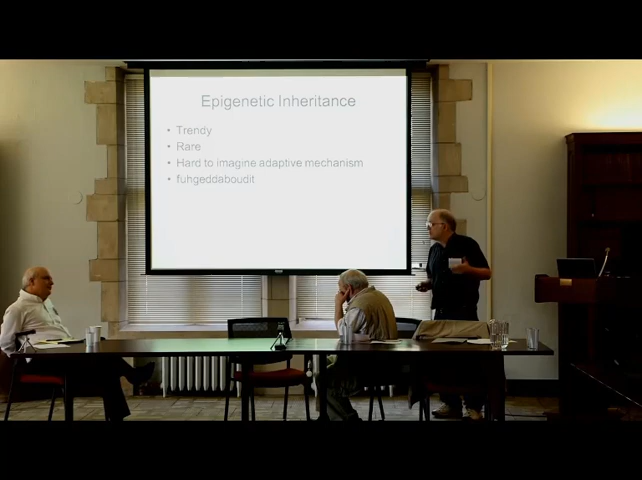 Epigenetic Inheritance
• Trendy
• Rare
• Hard to imagine adaptive mechanism
• fuhgeddaboudit